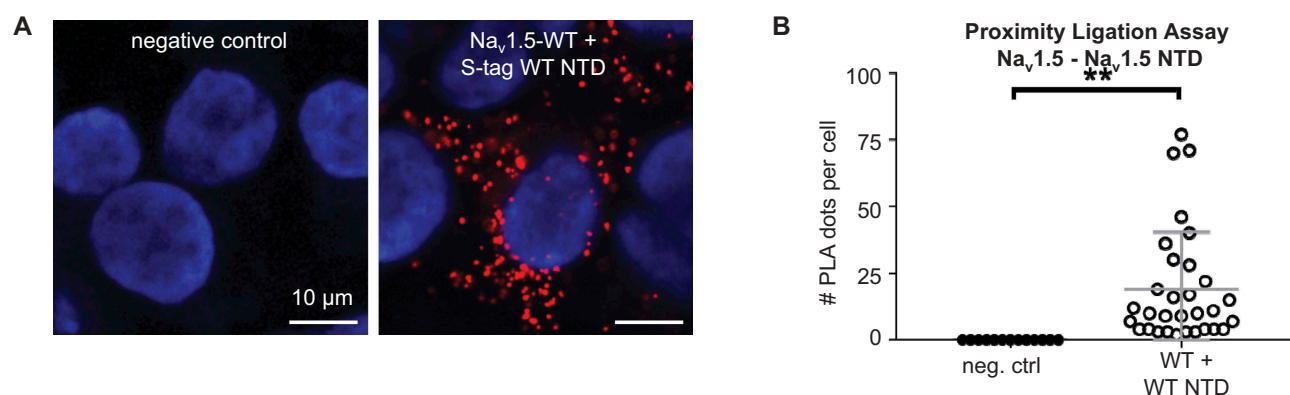 A
negative control
10 μm
Naᵥ1.5-WT +
S-tag WT NTD
B
Proximity Ligation Assay
Naᵥ1.5 - Naᵥ1.5 NTD
**
# PLA dots per cell
100
75
50
25
0
neg. ctrl
WT +
WT NTD